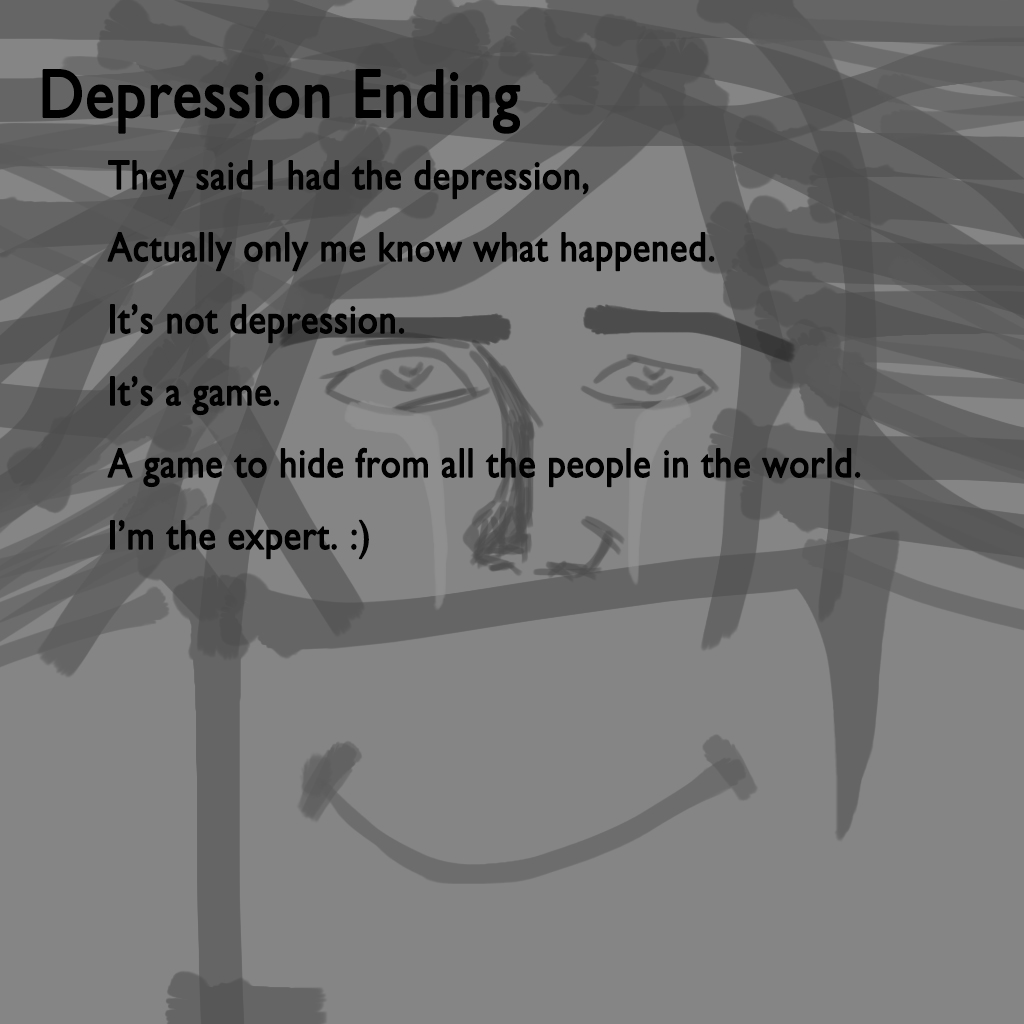 Depression Ending
They said I had the depression,
Actually only me know what happened.
It’s not depression.
It’s a game.
A game to hide from all the people in the world.
I’m the expert. :)